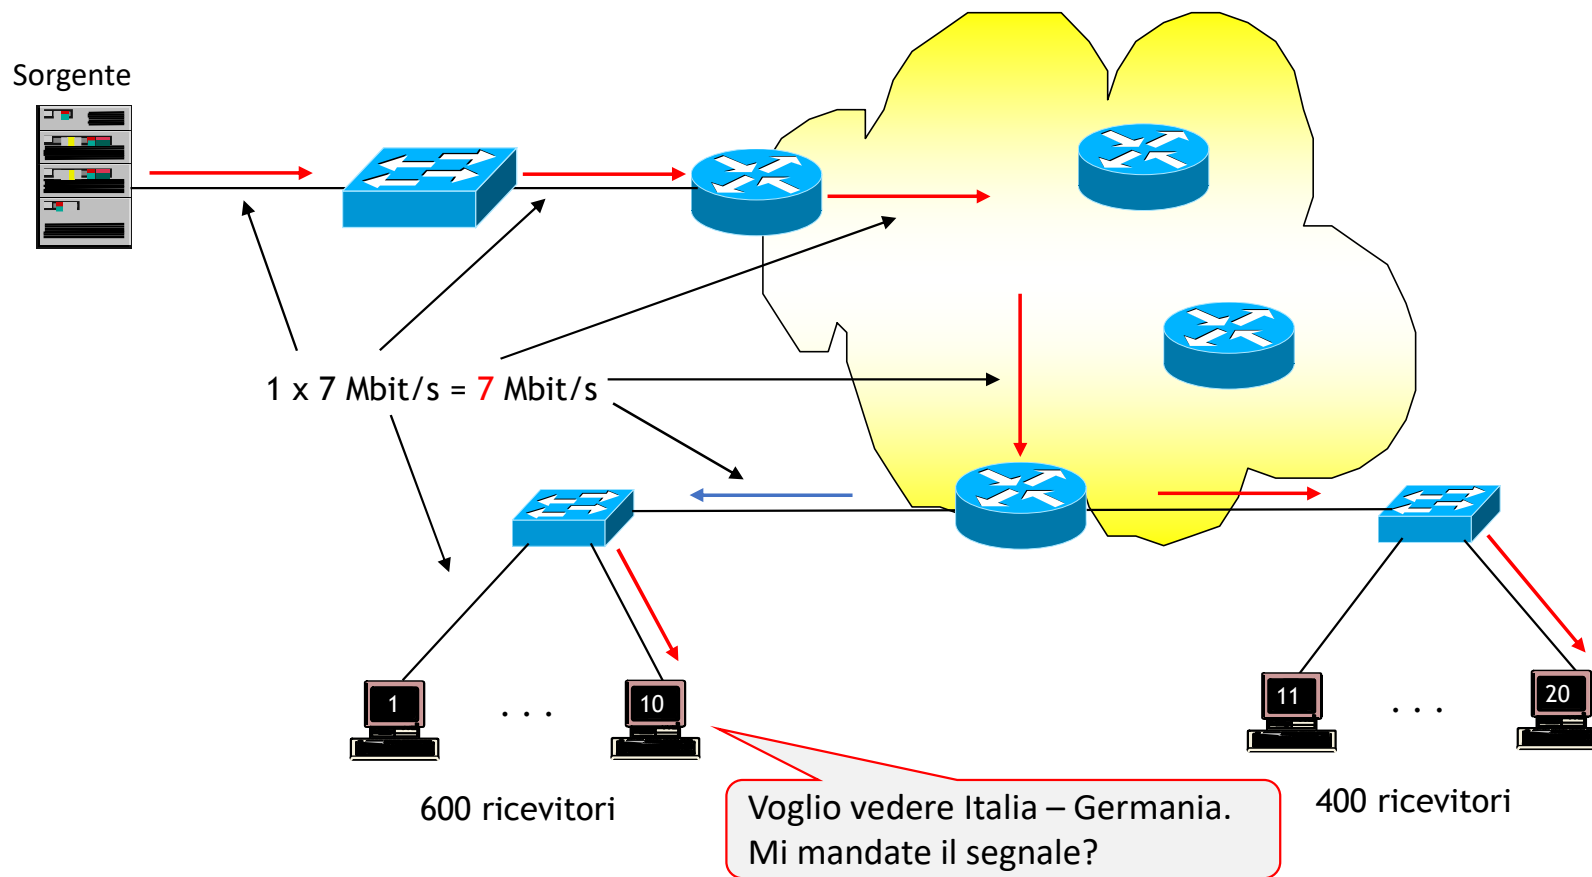 Sorgente
1 x 7 Mbit/s = 7 Mbit/s
1
. . .
10
11
. . .
20
600 ricevitori
400 ricevitori
Voglio vedere Italia – Germania.
Mi mandate il segnale?